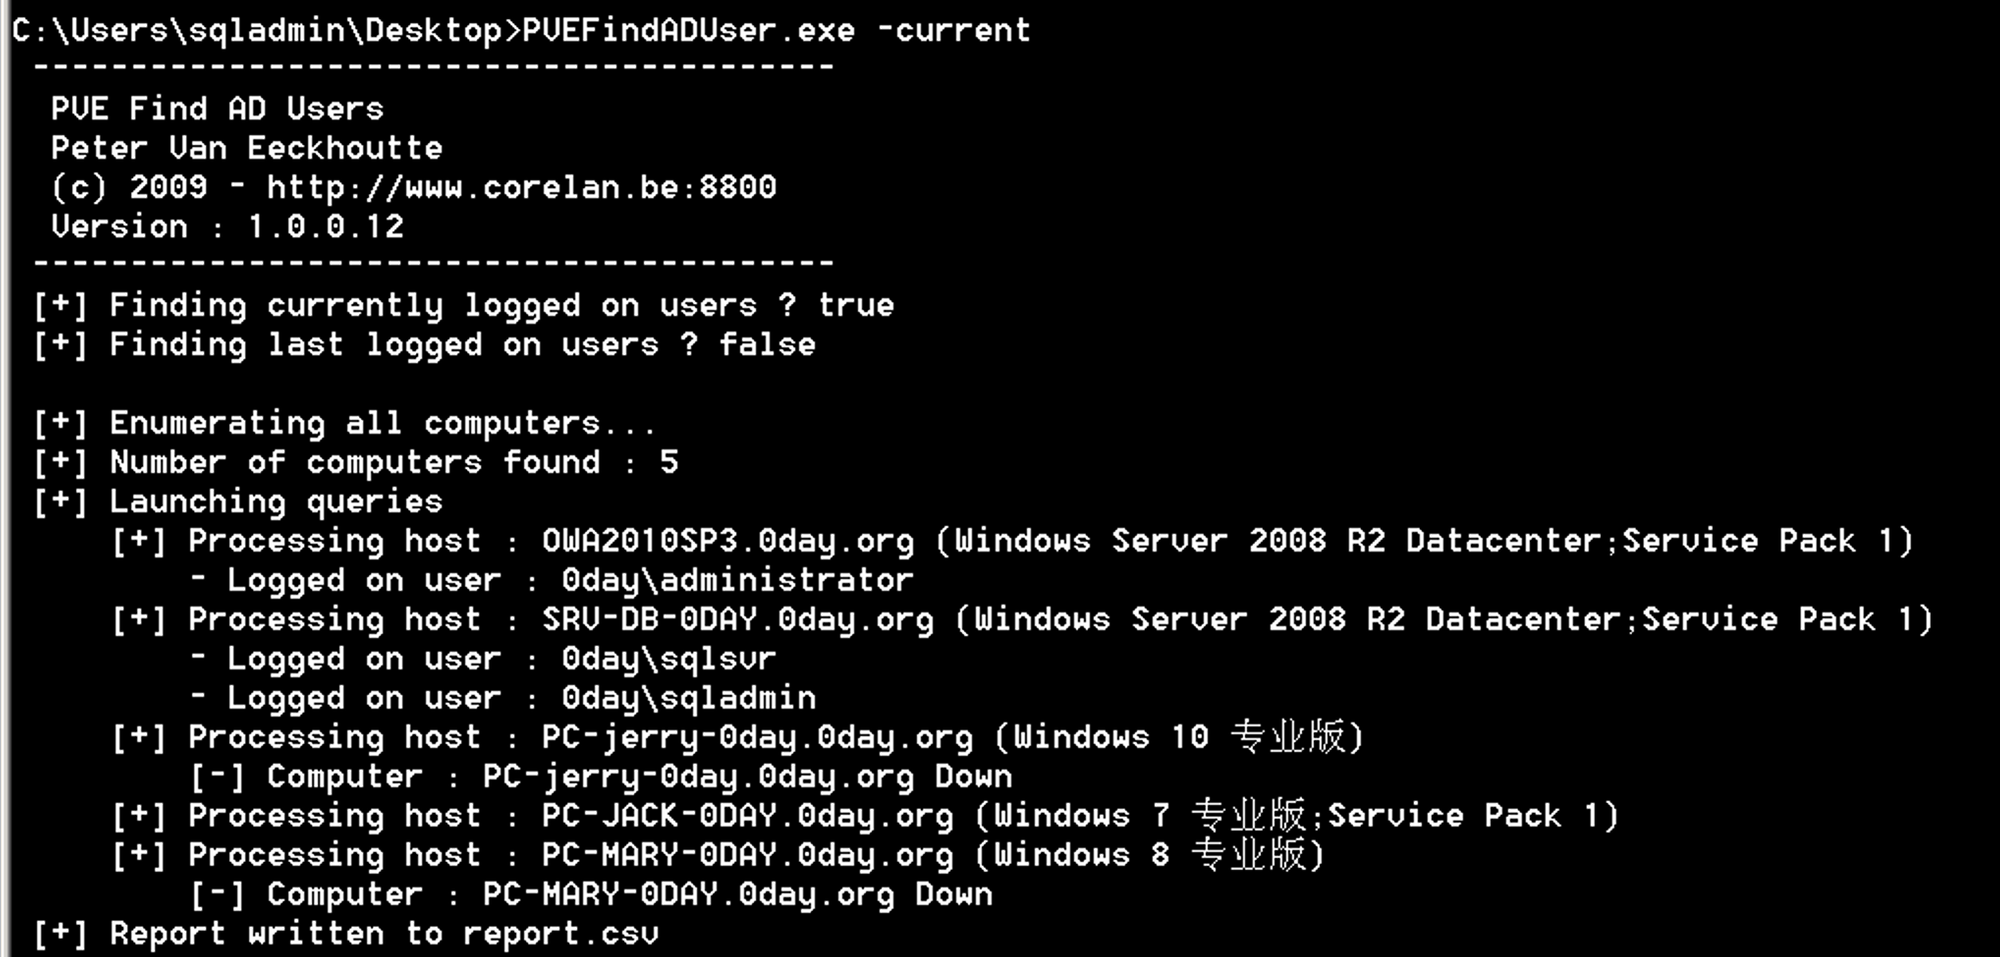 C:\Users\sqladmin\Desktop>PVEFindADUser.exe -current
-----------------------------------------
PVE Find AD Users
Peter Van Eeckhoutte
(c) 2009 - http://www.corelan.be:8800
Version : 1.0.0.12
-----------------------------------------
[+] Finding currently logged on users ? true
[+] Finding last logged on users ? false
[+] Enumerating all computers...
[+] Number of computers found : 5
[+] Launching queries
[+] Processing host : OWA2010SP3.0day.org (Windows Server 2008 R2 Datacenter;Service Pack 1)
- Logged on user : 0day\administrator
[+] Processing host : SRV-DB-0DAY.0day.org (Windows Server 2008 R2 Datacenter;Service Pack 1)
- Logged on user : 0day\sqlsvr
- Logged on user : 0day\sqladmin
[+] Processing host : PC-jerry-0day.0day.org (Windows 10 专业版)
[-] Computer : PC-jerry-0day.0day.org Down
[+] Processing host : PC-JACK-0DAY.0day.org (Windows 7 专业版;Service Pack 1)
[+] Processing host : PC-MARY-0DAY.0day.org (Windows 8 专业版)
[-] Computer : PC-MARY-0DAY.0day.org Down
[+] Report written to report.csv